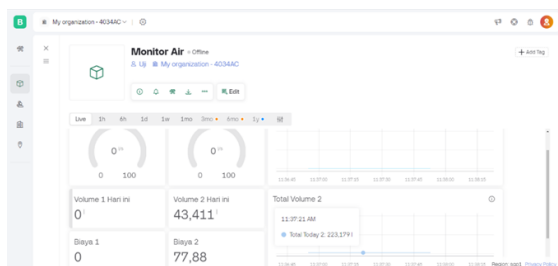 B
My organization - 4034AC
Monitor Air Offline
Uji My organization - 4034AC
+ Add Tag
Edit
Live 1h 6h 1d 1w 1mo 3mo 6mo 1y
0
0 100
0
0 100
Volume 1 Hari ini
0 l
Volume 2 Hari ini
43,411 l
Total Volume 2
11:37:21 AM
Total Today 2: 223,179 l
Biaya 1
0
Biaya 2
77,88
Region: sgp1 Privacy Policy